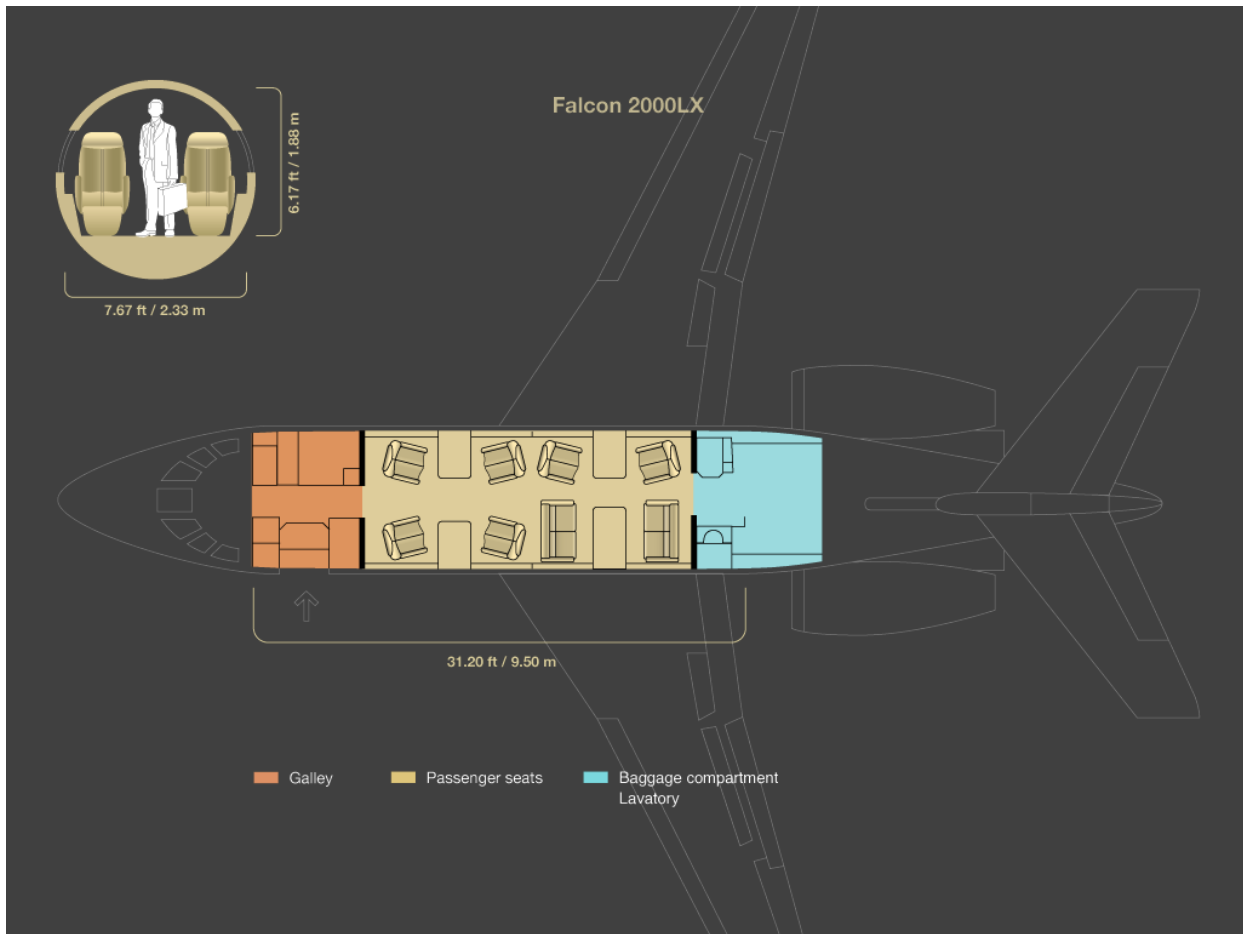 Falcon 2000LX
6.17 ft / 1.88 m
7.67 ft / 2.33 m
31.20 ft / 9.50 m
Galley
Passenger seats
Baggage compartment
Lavatory